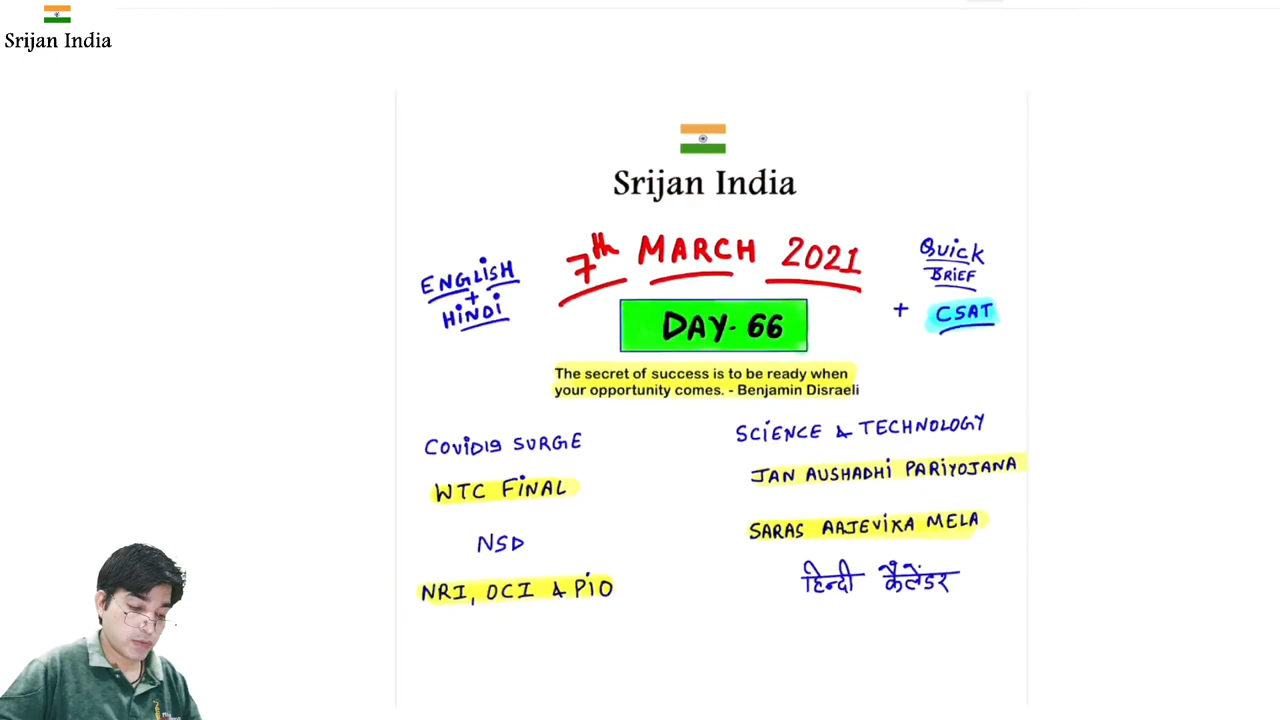 Srijan India
Srijan India
7th MARCH 2021
ENGLISH
+
HINDI
QUICK
BRIEF
+ CSAT
DAY-66
The secret of success is to be ready when
your opportunity comes. - Benjamin Disraeli
COVID19 SURGE
WTC FINAL
NSD
NRI, OCI & PIO
SCIENCE & TECHNOLOGY
JAN AUSHADHI PARIYOJANA
SARAS AAJEVIKA MELA
हिन्दी कैलेंडर